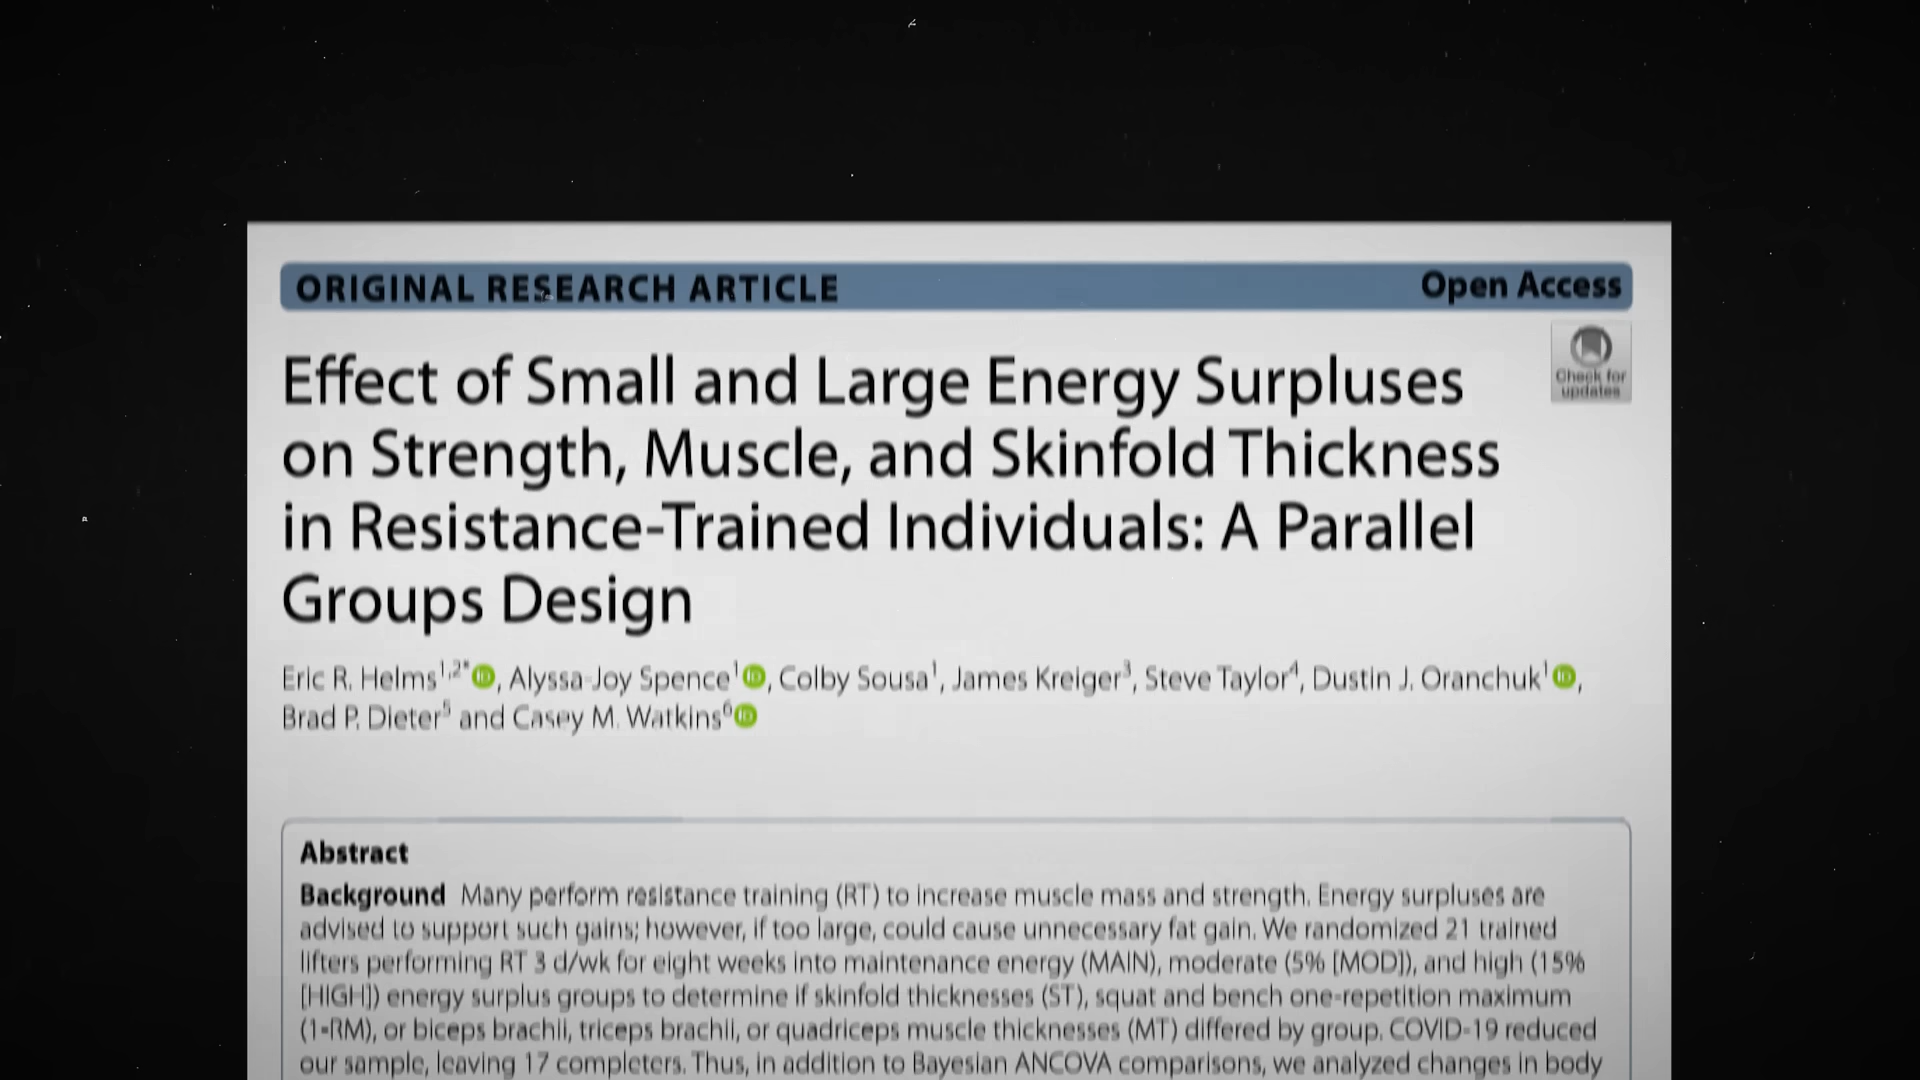 ORIGINAL RESEARCH ARTICLE Open Access
Check for
updates
Effect of Small and Large Energy Surpluses
on Strength, Muscle, and Skinfold Thickness
in Resistance-Trained Individuals: A Parallel
Groups Design
Eric R. Helms1,2*, Alyssa-Joy Spence1, Colby Sousa1, James Kreiger3, Steve Taylor4, Dustin J. Oranchuk1,
Brad P. Dieter5 and Casey M. Watkins6
Abstract
Background Many perform resistance training (RT) to increase muscle mass and strength. Energy surpluses are
advised to support such gains; however, if too large, could cause unnecessary fat gain. We randomized 21 trained
lifters performing RT 3 d/wk for eight weeks into maintenance energy (MAIN), moderate (5% [MOD]), and high (15%
[HIGH]) energy surplus groups to determine if skinfold thicknesses (ST), squat and bench one-repetition maximum
(1-RM), or biceps brachii, triceps brachii, or quadriceps muscle thicknesses (MT) differed by group. COVID-19 reduced
our sample, leaving 17 completers. Thus, in addition to Bayesian ANCOVA comparisons, we analyzed changes in body